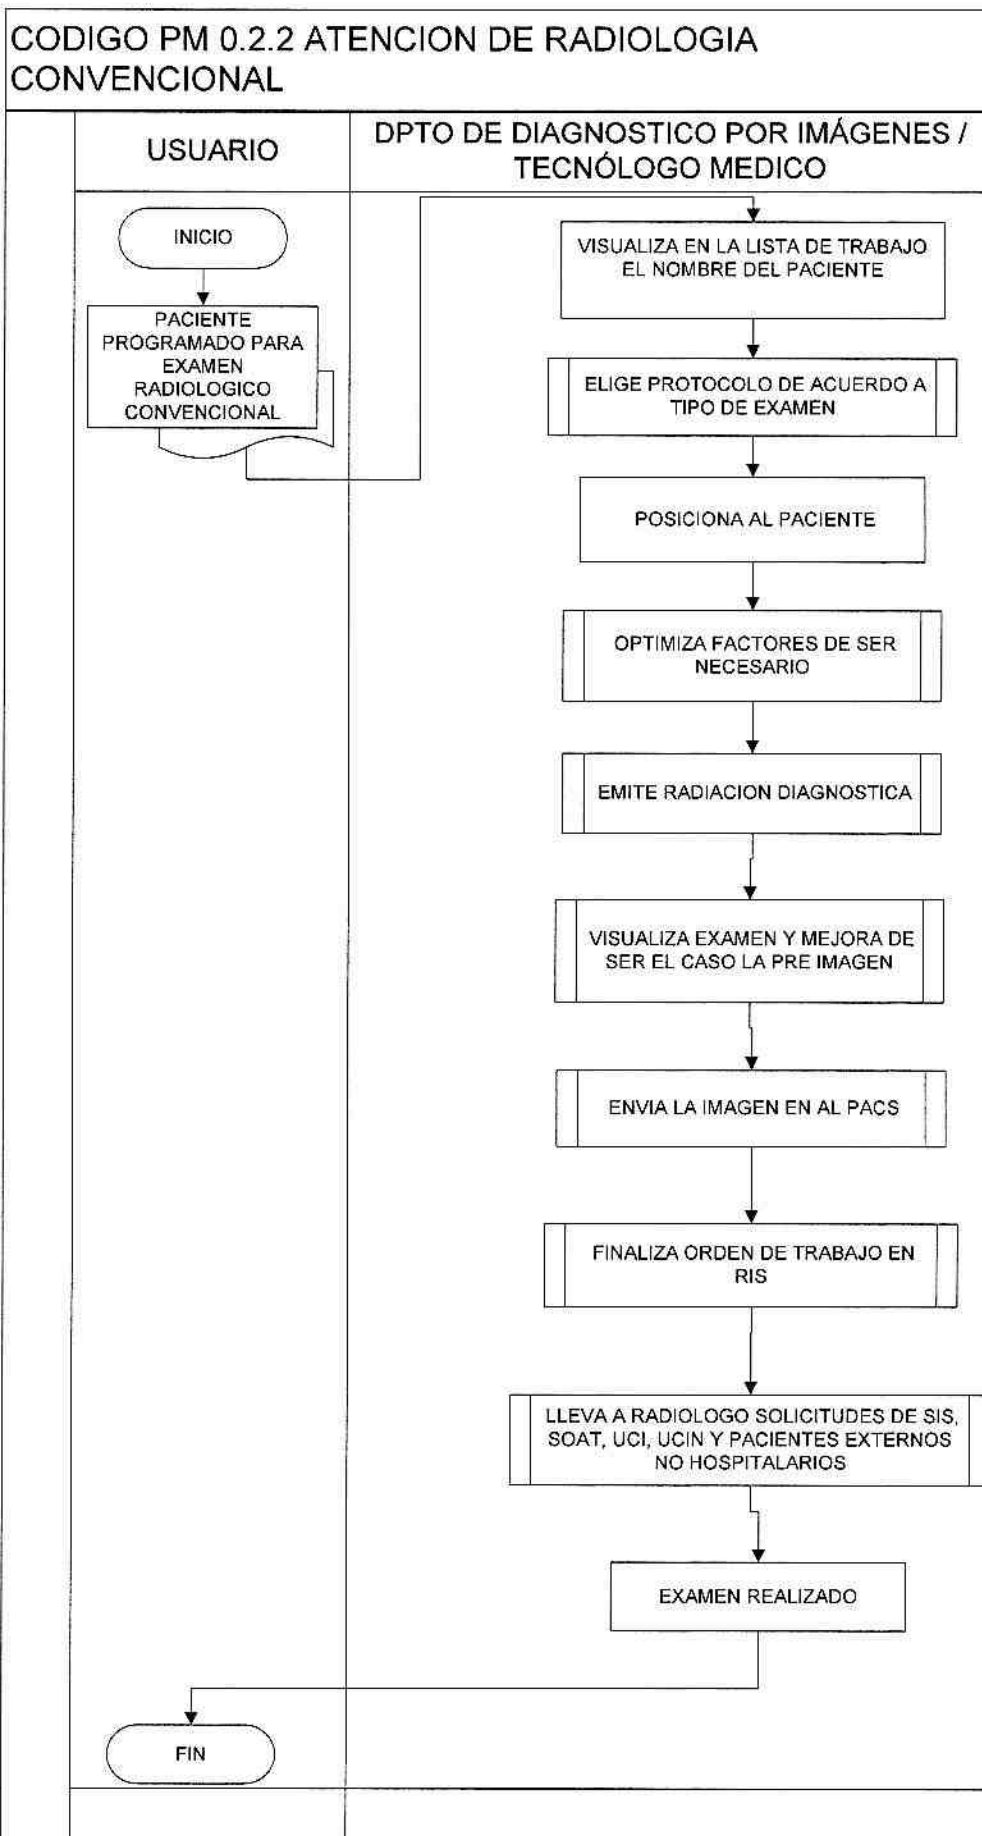 CODIGO PM 0.2.2 ATENCION DE RADIOLOGIA
CONVENCIONAL
USUARIO
DPTO DE DIAGNOSTICO POR IMÁGENES /
TECNÓLOGO MEDICO
INICIO
PACIENTE
PROGRAMADO PARA
EXAMEN
RADIOLOGICO
CONVENCIONAL
VISUALIZA EN LA LISTA DE TRABAJO
EL NOMBRE DEL PACIENTE
ELIGE PROTOCOLO DE ACUERDO A
TIPO DE EXAMEN
POSICIONA AL PACIENTE
OPTIMIZA FACTORES DE SER
NECESARIO
EMITE RADIACION DIAGNOSTICA
VISUALIZA EXAMEN Y MEJORA DE
SER EL CASO LA PRE IMAGEN
ENVIA LA IMAGEN EN AL PACS
FINALIZA ORDEN DE TRABAJO EN
RIS
LLEVA A RADIOLOGO SOLICITUDES DE SIS,
SOAT, UCI, UCIN Y PACIENTES EXTERNOS
NO HOSPITALARIOS
EXAMEN REALIZADO
FIN